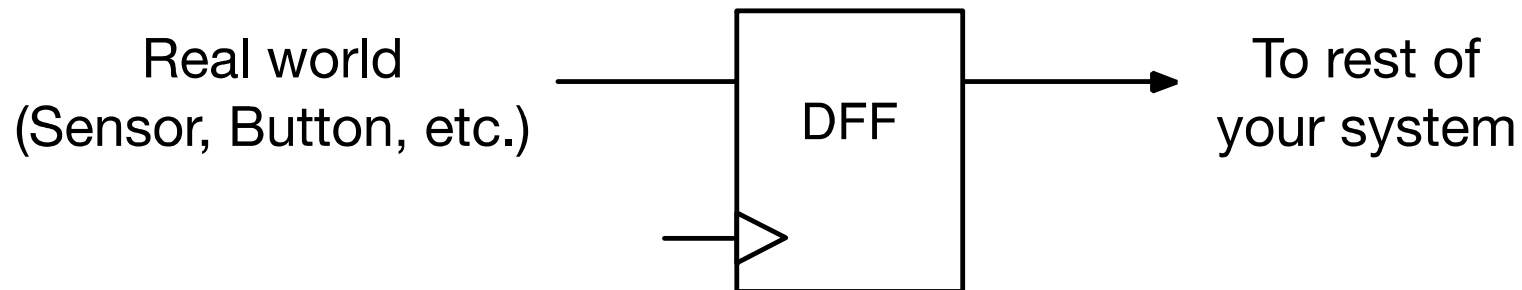 Real world
(Sensor, Button, etc.)
DFF
To rest of
your system